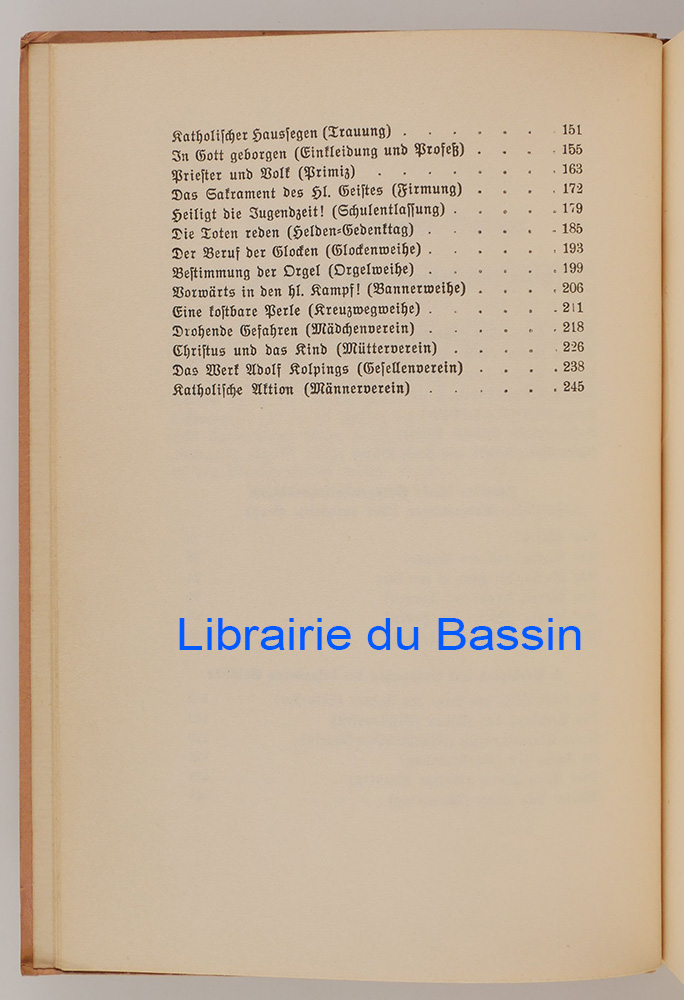 Katholischer Haussegen (Trauung) . . . . . . . 151
In Gott geborgen (Einkleidung und Profeß) . . . . . 155
Priester und Volk (Primiz) . . . . . . . 163
Das Sakrament des Hl. Geistes (Firmung) . . . . . 172
Heiligt die Jugendzeit! (Schulentlassung) . . . . . 179
Die Toten reden (Helden-Gedenktag) . . . . . . 185
Der Beruf der Glocken (Glockenweihe) . . . . . . 193
Bestimmung der Orgel (Orgelweihe) . . . . . . 199
Vorwärts in den hl. Kampf! (Bannerweihe) . . . . . 206
Eine kostbare Perle (Kreuzwegweihe) . . . . . . 211
Drohende Gefahren (Mädchenverein) . . . . . . 218
Christus und das Kind (Mütterverein) . . . . . 226
Das Werk Adolf Kolpings (Gesellenverein) . . . . . 238
Katholische Aktion (Männerverein) . . . . . . 245
Librairie du Bassin